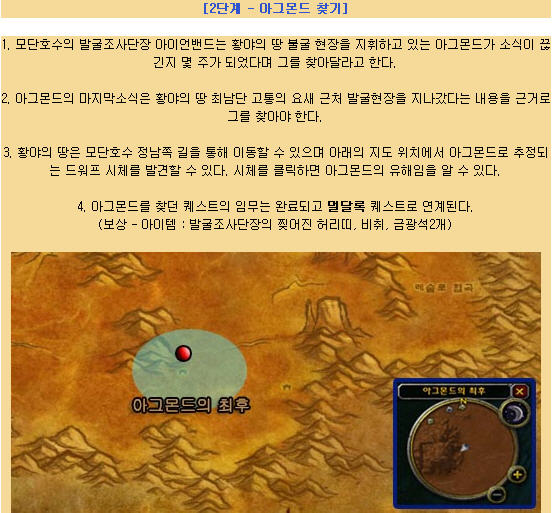 [2단계 - 아그몬드 찾기]
1. 모단호수의 발굴조사단장 아이언밴드는 황야의 땅 불굴 현장을 지휘하고 있는 아그몬드가 소식이 끊
긴지 몇 주가 되었다며 그를 찾아달라고 한다.
2. 아그몬드의 마지막소식은 황야의 땅 최남단 고통의 요새 근처 발굴현장을 지나갔다는 내용을 근거로
그를 찾아야 한다.
3. 황야의 땅은 모단호수 정남쪽 길을 통해 이동할 수 있으며 아래의 지도 위치에서 아그몬드로 추정되
는 드워프 시체를 발견할 수 있다. 시체를 클릭하면 아그몬드의 유해임을 알 수 있다.
4. 아그몬드를 찾던 퀘스트의 임무는 완료되고 멀달록 퀘스트로 연계된다.
(보상 - 아이템 : 발굴조사단장의 찢어진 허리띠, 비취, 금광석2개)
아그몬드의 최후
아그몬드의 최후
N